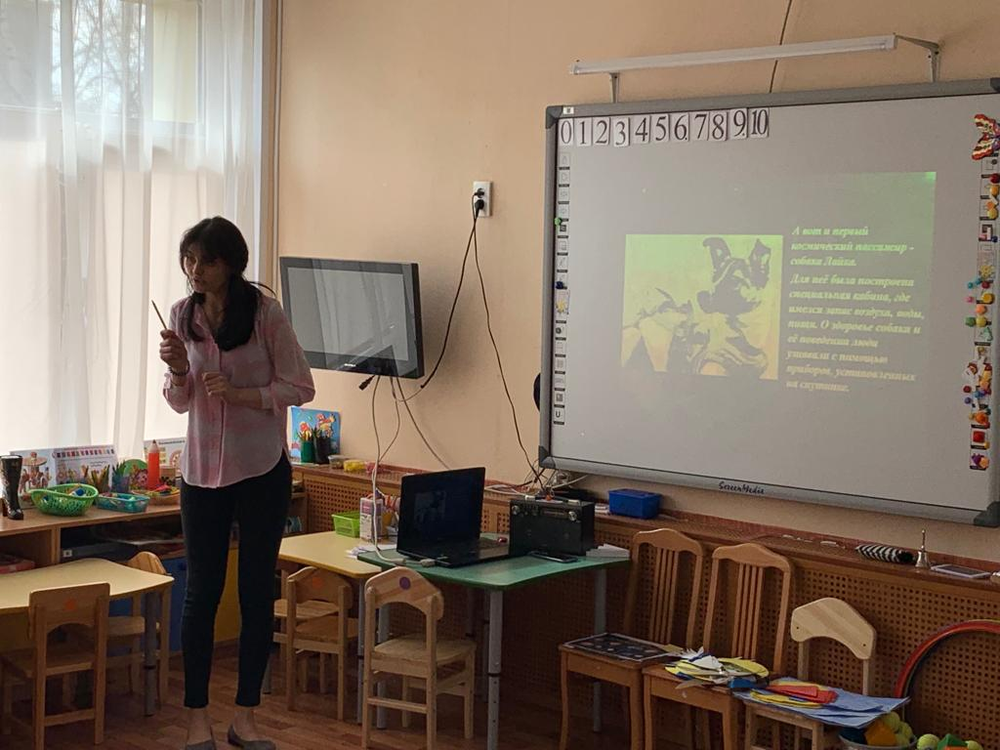 0 1 2 3 4 5 6 7 8 9 10
А вот и первый
космический пассажир -
собака Лайка.
Для неё была построена
специальная кабина, где
имелся запас воздуха, воды,
пищи. О здоровье собаки и
её поведении люди
узнавали с помощью
приборов, установленных
на спутнике.
ScreenMedia